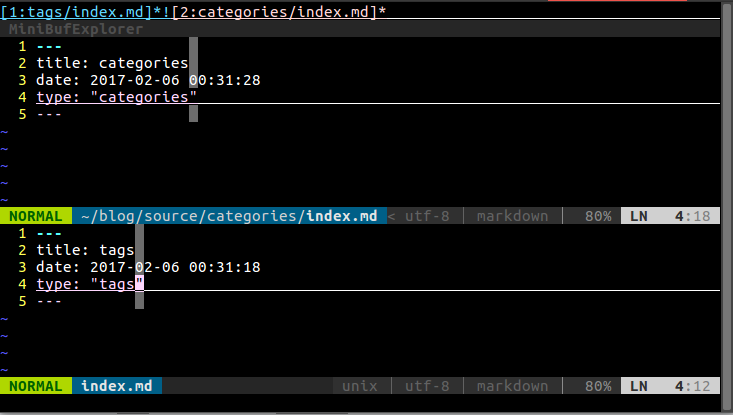 [1:tags/index.md]*![2:categories/index.md]*
MiniBufExplorer
1 ---
2 title: categories
3 date: 2017-02-06 00:31:28
4 type: "categories"
5 ---
~
~
~
~
~
NORMAL ~/blog/source/categories/index.md < utf-8 | markdown | 80% LN 4:18
1 ---
2 title: tags
3 date: 2017-02-06 00:31:18
4 type: "tags"
5 ---
~
~
~
~
NORMAL index.md unix | utf-8 | markdown | 80% LN 4:12